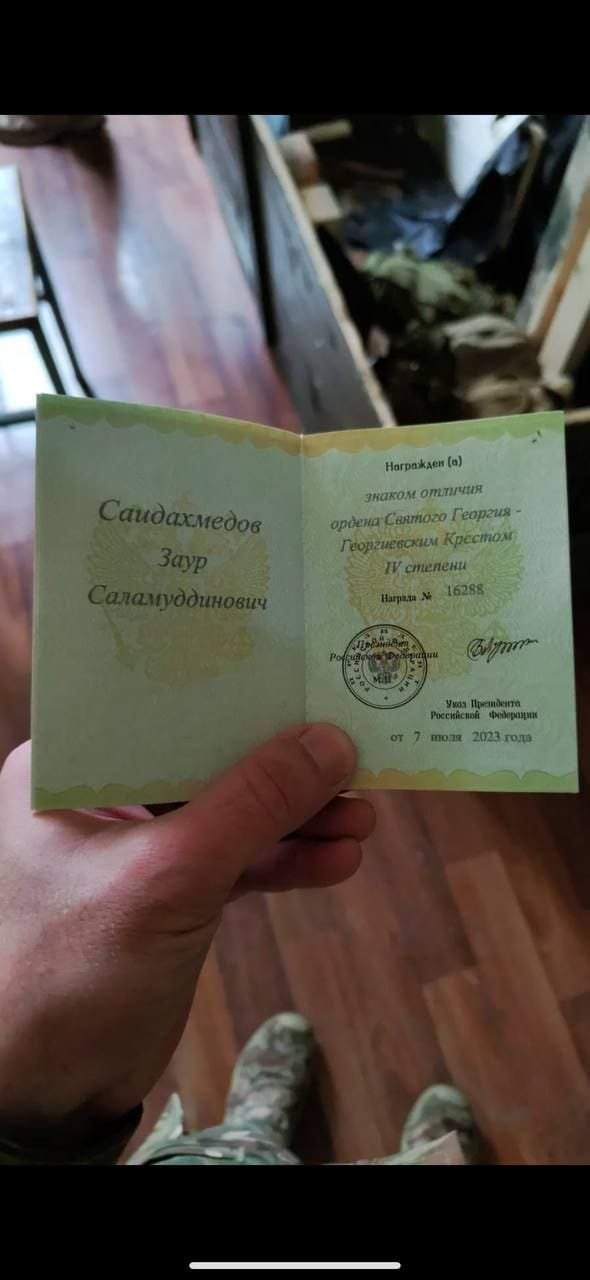 Саидахмедов
Заур
Саламуддинович
Награжден (а)
знаком отличия
ордена Святого Георгия -
Георгиевским Крестом
IV степени
Награда № 16288
Президент
Российской Федерации
М.П.
Указ Президента
Российской Федерации
от 7 июля 2023 года